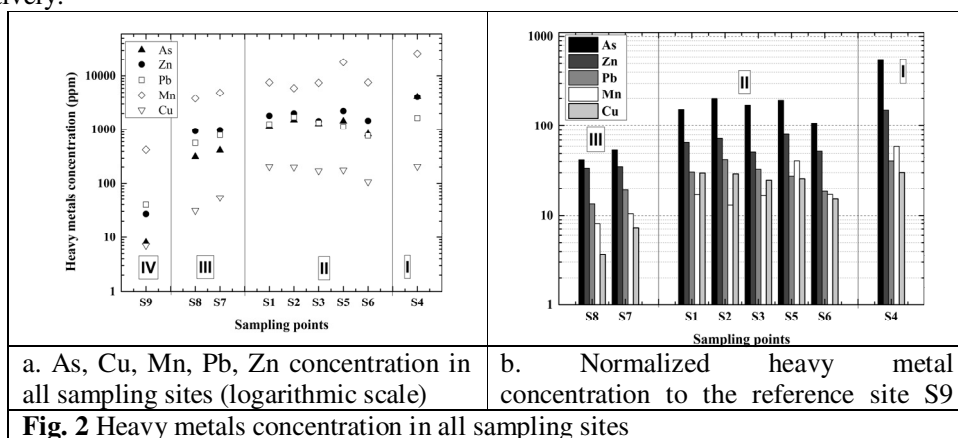 tivery.
10000
1000
100
10
1
Heavy metals concentration (ppm)
As
Zn
Pb
Mn
Cu
IV
III
II
I
S9
S8
S7
S1
S2
S3
S5
S6
S4
Sampling points
1000
100
10
1
As
Zn
Pb
Mn
Cu
III
II
I
S8
S7
S1
S2
S3
S5
S6
S4
Sampling points
a. As, Cu, Mn, Pb, Zn concentration in
all sampling sites (logarithmic scale)
b. Normalized heavy metal
concentration to the reference site S9
Fig. 2 Heavy metals concentration in all sampling sites